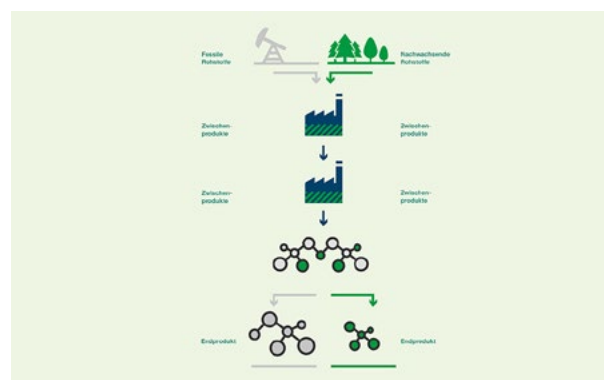 Fossile
Rohstoffe
Nachwachsende
Rohstoffe
Zwischen-
produkte
Zwischen-
produkte
Zwischen-
produkte
Zwischen-
produkte
Endprodukt
Endprodukt